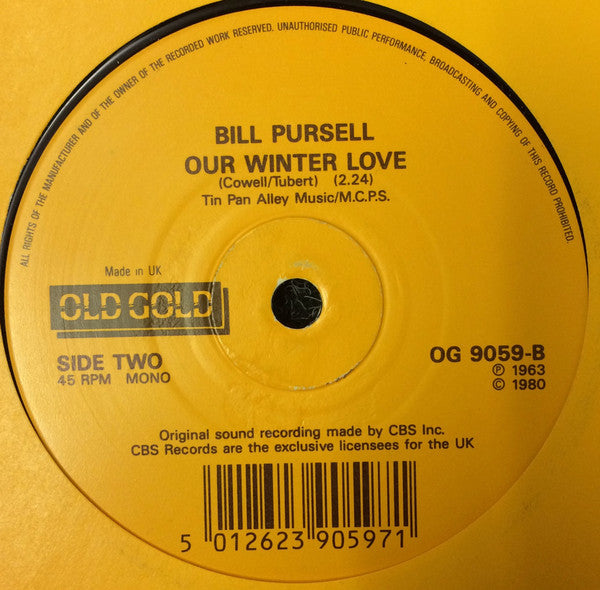 ALL RIGHTS OF THE MANUFACTURER AND OF THE OWNER OF THE RECORDED WORK RESERVED. UNAUTHORISED PUBLIC PERFORMANCE, BROADCASTING AND COPYING OF THIS RECORD PROHIBITED.
BILL PURSELL
OUR WINTER LOVE
(Cowell/Tubert) (2.24)
Tin Pan Alley Music/M.C.P.S.
Made in UK
OLD GOLD
SIDE TWO
45 RPM MONO
OG 9059-B
℗ 1963
© 1980
Original sound recording made by CBS Inc.
CBS Records are the exclusive licensees for the UK
5 012623 905971